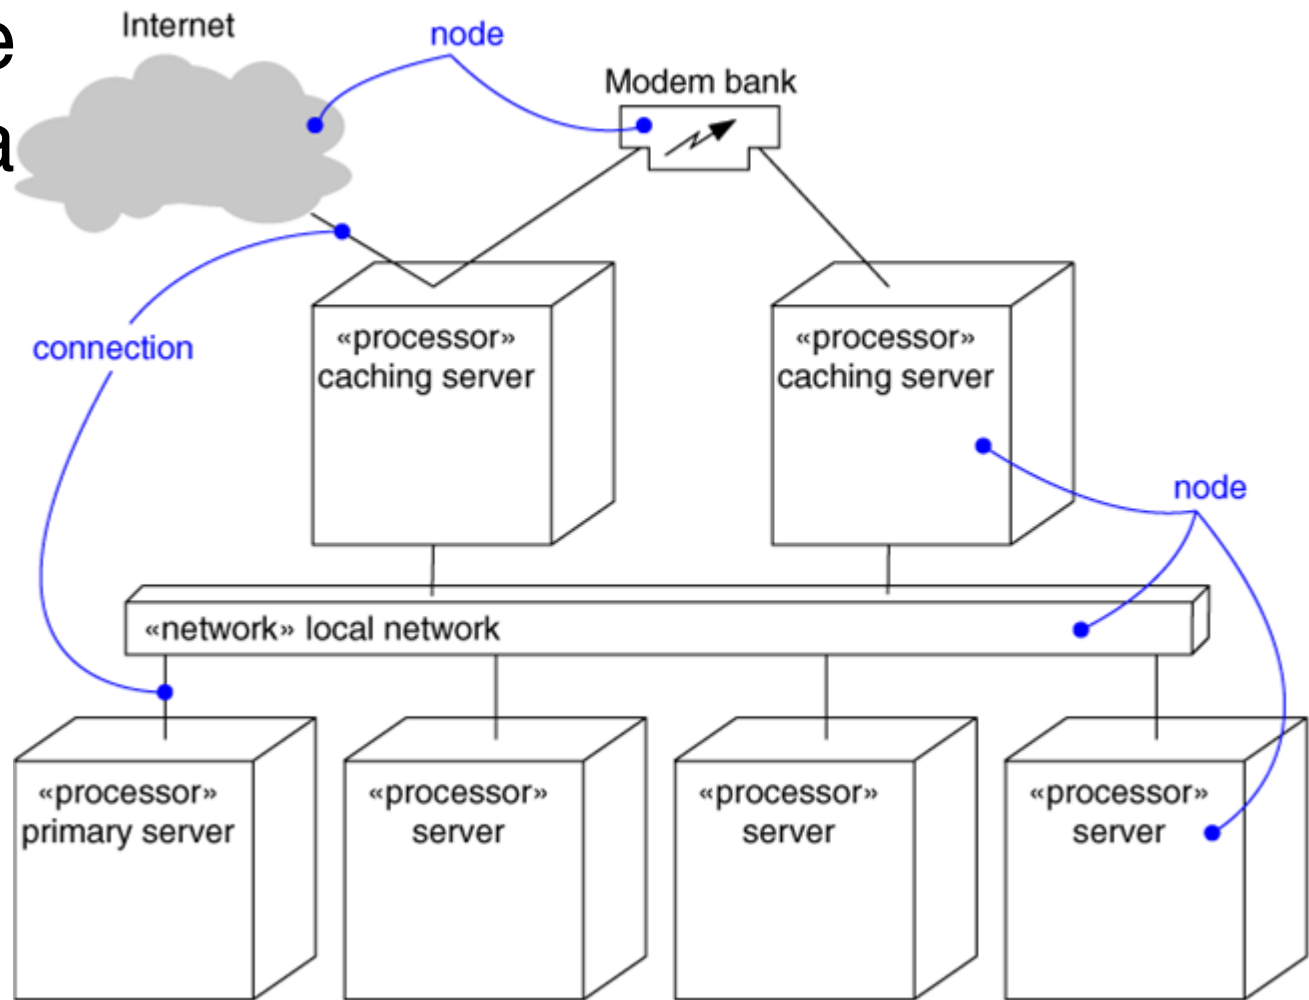 e
a
Internet
node
Modem bank
connection
«processor»
caching server
«processor»
caching server
node
«network» local network
«processor»
primary server
«processor»
server
«processor»
server
«processor»
server